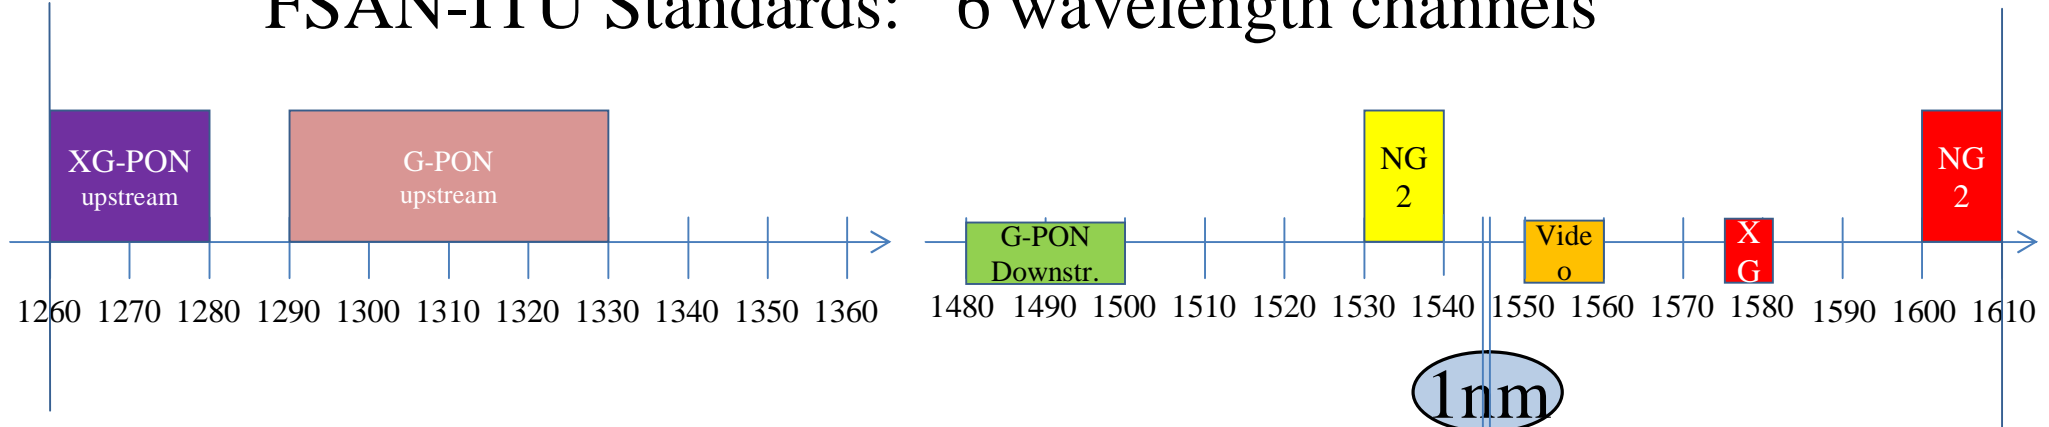 FSAN-ITU Standards: 6 wavelength channels
XG-PON
upstream
G-PON
upstream
G-PON
Downstr.
NG
2
Vide
o
X
G
NG
2
1260 1270 1280 1290 1300 1310 1320 1330 1340 1350 1360
1480 1490 1500 1510 1520 1530 1540 1550 1560 1570 1580 1590 1600 1610
1nm